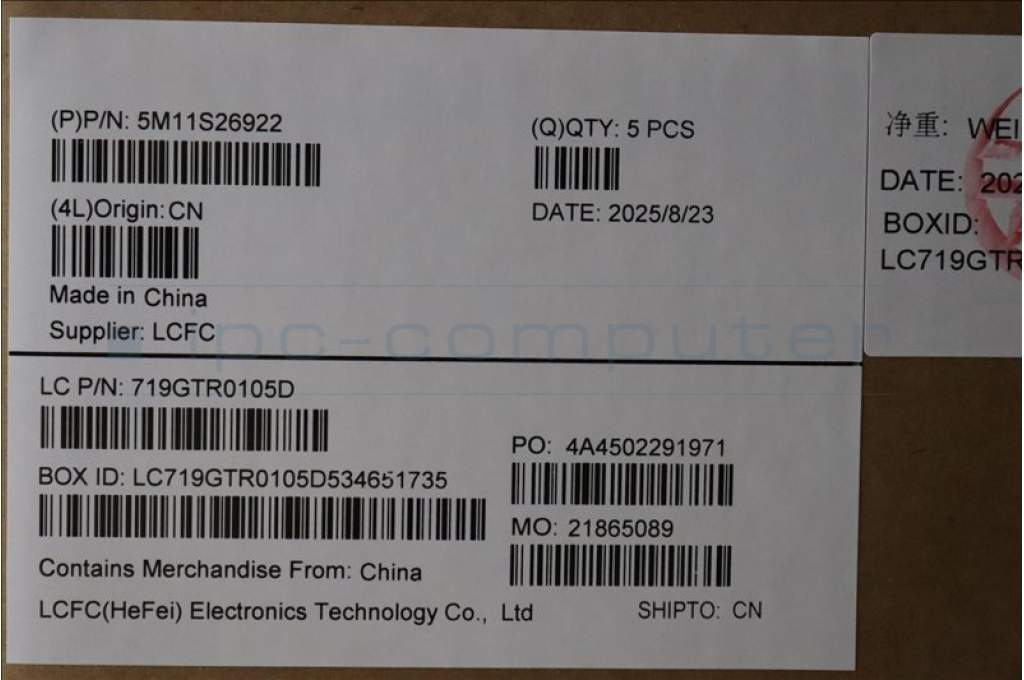 (P)P/N: 5M11S26922
(Q)QTY: 5 PCS
(4L)Origin:CN
DATE: 2025/8/23
Made in China
Supplier: LCFC
LC P/N: 719GTR0105D
BOX ID: LC719GTR0105D534651735
PO: 4A4502291971
MO: 21865089
Contains Merchandise From: China
LCFC(HeFei) Electronics Technology Co., Ltd
SHIPTO: CN
净重: WEI
DATE: 202
BOXID:
LC719GTR
ipc-computer